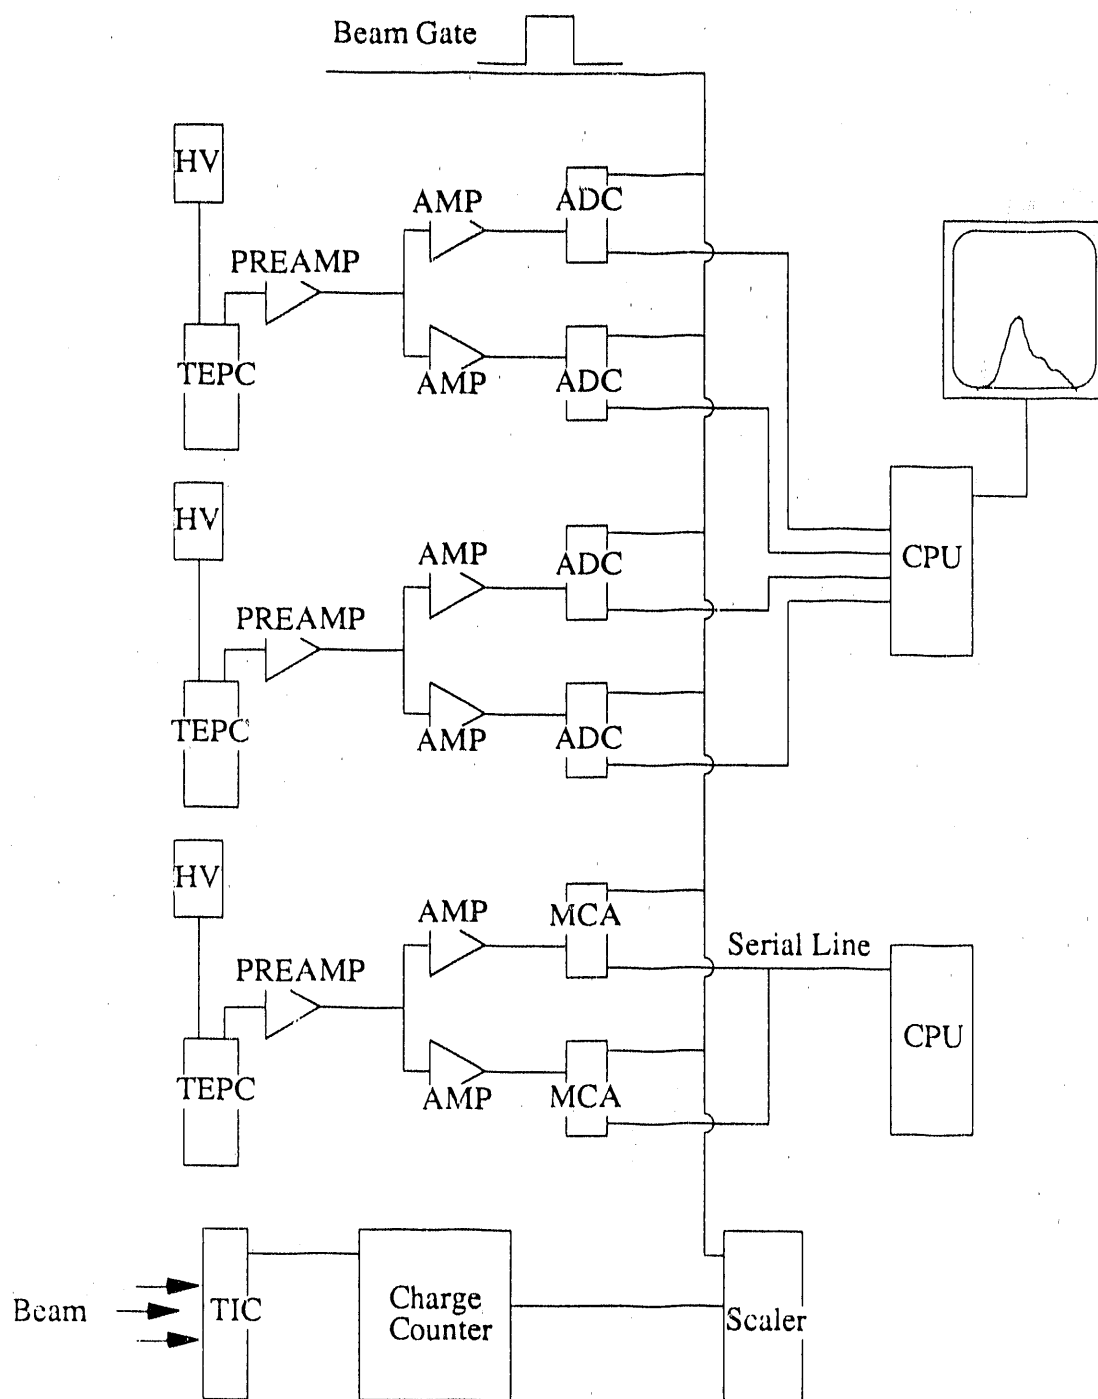 Beam Gate
HV
AMP
ADC
PREAMP
TEPC
AMP
ADC
HV
AMP
ADC
CPU
PREAMP
TEPC
AMP
ADC
HV
AMP
MCA
Serial Line
PREAMP
CPU
TEPC
AMP
MCA
Beam
TIC
Charge
Counter
Scaler